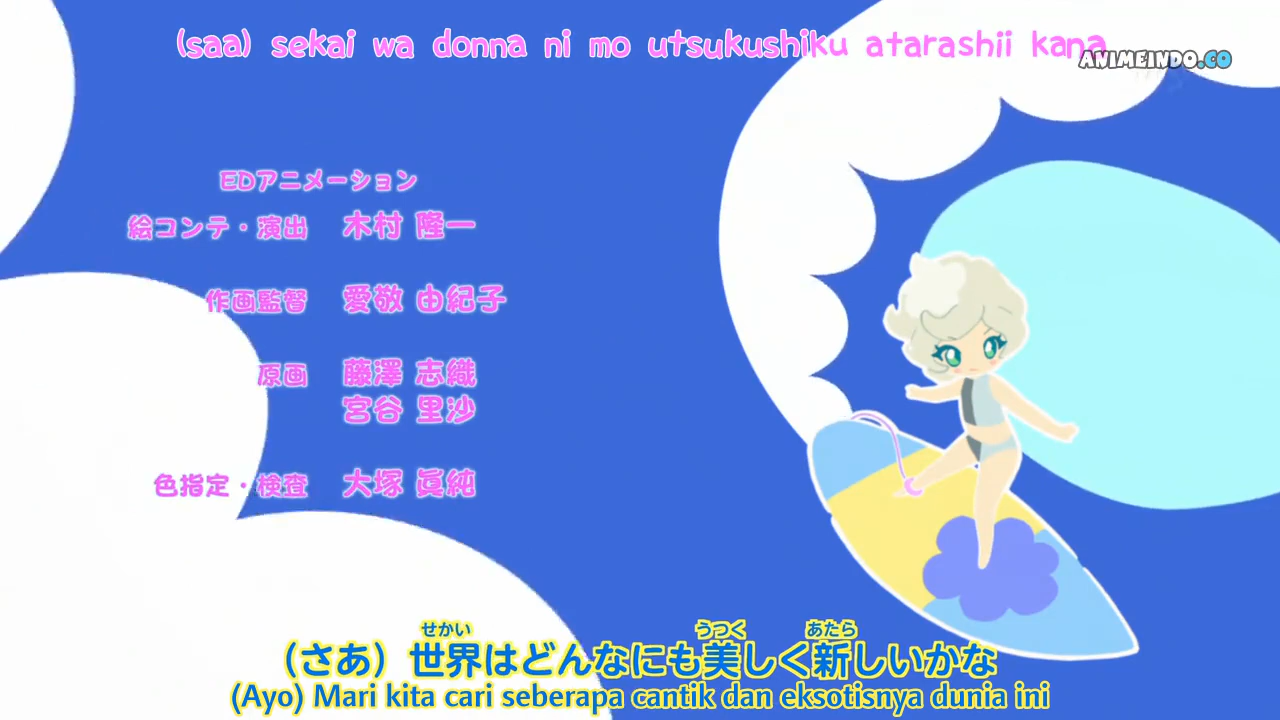 (saa) sekai wa donna ni mo utsukushiku atarashii kana
ANIMEINDO.CO
EDアニメーション
絵コンテ・演出 木村 隆一
作画監督 愛敬 由紀子
原画 藤澤 志織
宮谷 里沙
色指定・検査 大塚 眞純
せかい うつく あたら
(さあ) 世界はどんなにも美しく新しいかな
(Ayo) Mari kita cari seberapa cantik dan eksotisnya dunia ini